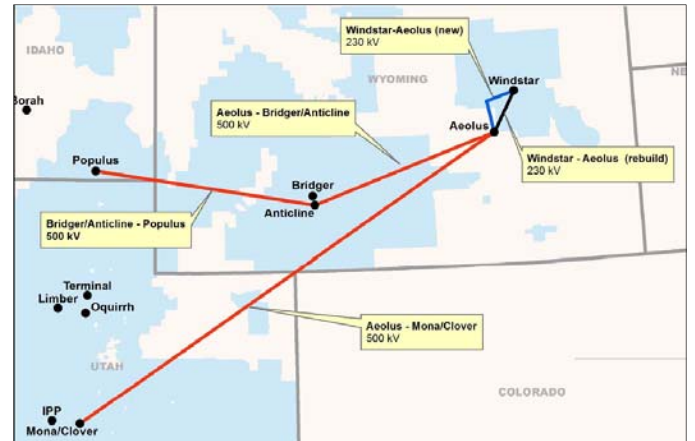 IDAHO
Windstar-Aeolus (new)
230 kV
WYOMING
NE
Windstar
Borah
Aeolus - Bridger/Anticline
500 kV
Aeolus
Populus
Windstar - Aeolus (rebuild)
230 kV
Bridger
Anticline
Bridger/Anticline - Populus
500 kV
Terminal
Limber
Oquirrh
Aeolus - Mona/Clover
500 kV
UTAH
COLORADO
IPP
Mona/Clover